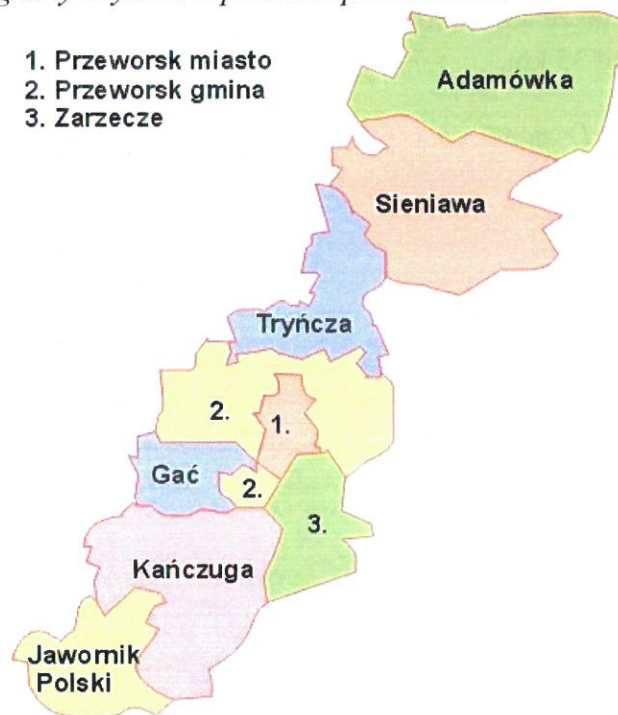 1. Przeworsk miasto
2. Przeworsk gmina
3. Zarzecze
Adamówka
Sieniawa
Tryńcza
2.
1.
Gać
2.
3.
Kańczuga
Jawornik
Polski